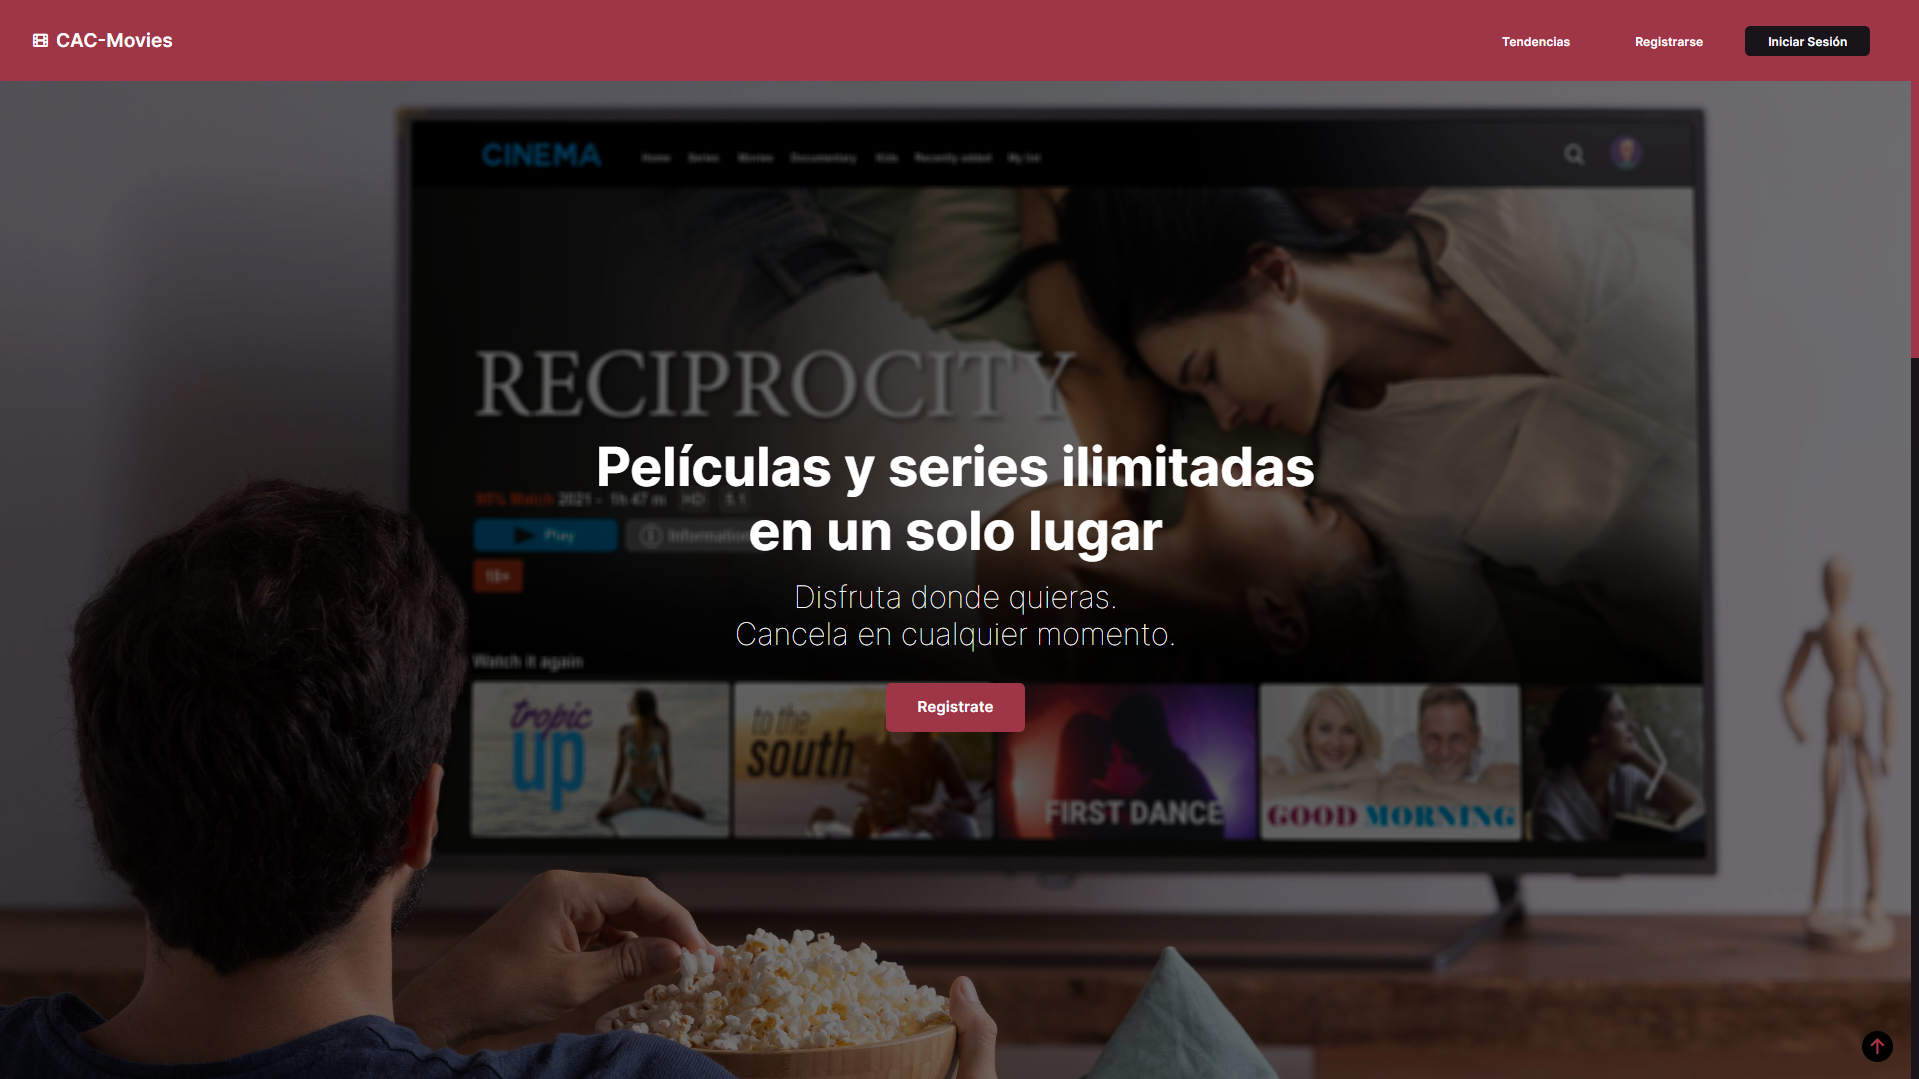 CAC-Movies
Tendencias
Registrarse
Iniciar Sesión
CINEMA
Home Series Movies Documentary Kids Recently added My list
RECIPROCITY
Películas y series ilimitadas
en un solo lugar
95% Match 2021 - 1h 47 m HD 5.1
Play
Information
18+
Disfruta donde quieras.
Cancela en cualquier momento.
Watch it again
Registrate
tropic
up
to the
south
FIRST DANCE
GOOD MORNING